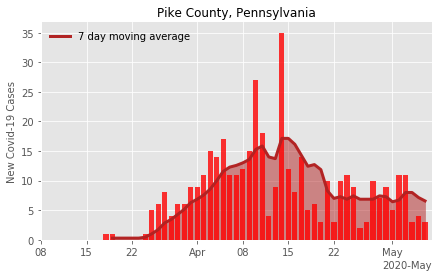 Pike County, Pennsylvania
7 day moving average
New Covid-19 Cases
35
30
25
20
15
10
5
0
08 15 22 Apr 08 15 22 May
2020-May